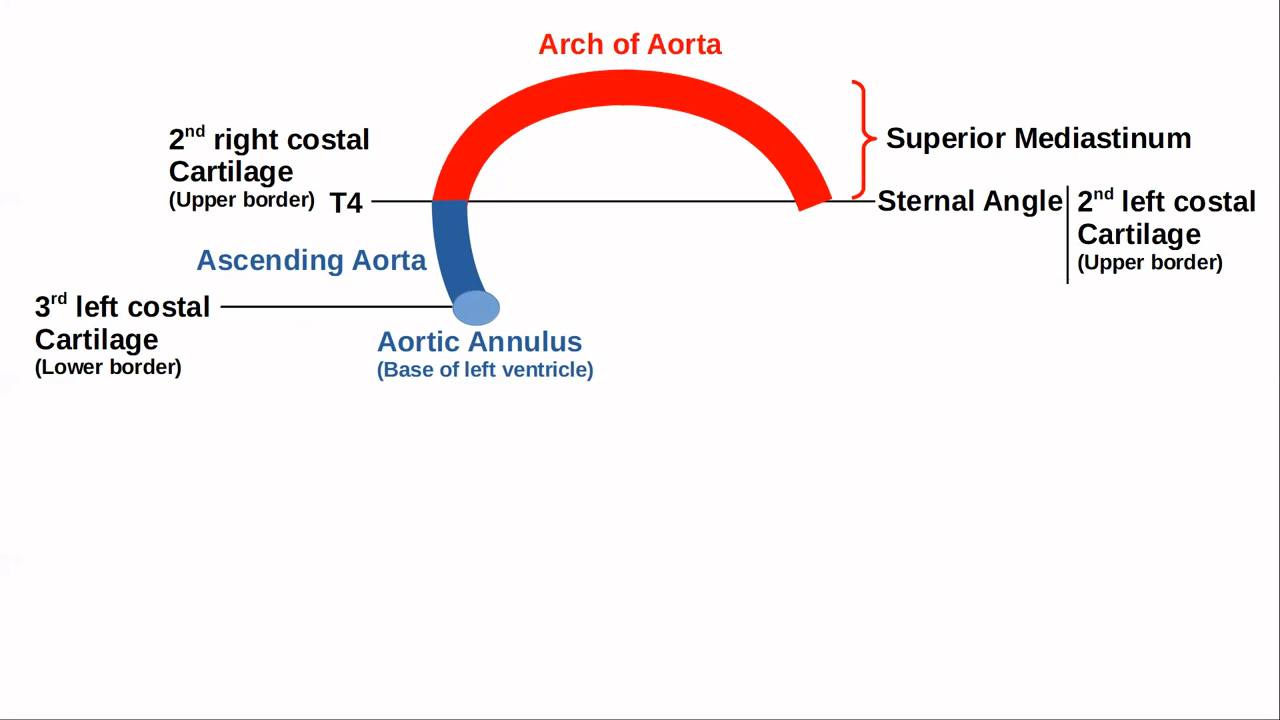 Arch of Aorta
2nd right costal
Cartilage
(Upper border)
T4
Superior Mediastinum
Sternal Angle
2nd left costal
Cartilage
(Upper border)
Ascending Aorta
3rd left costal
Cartilage
(Lower border)
Aortic Annulus
(Base of left ventricle)